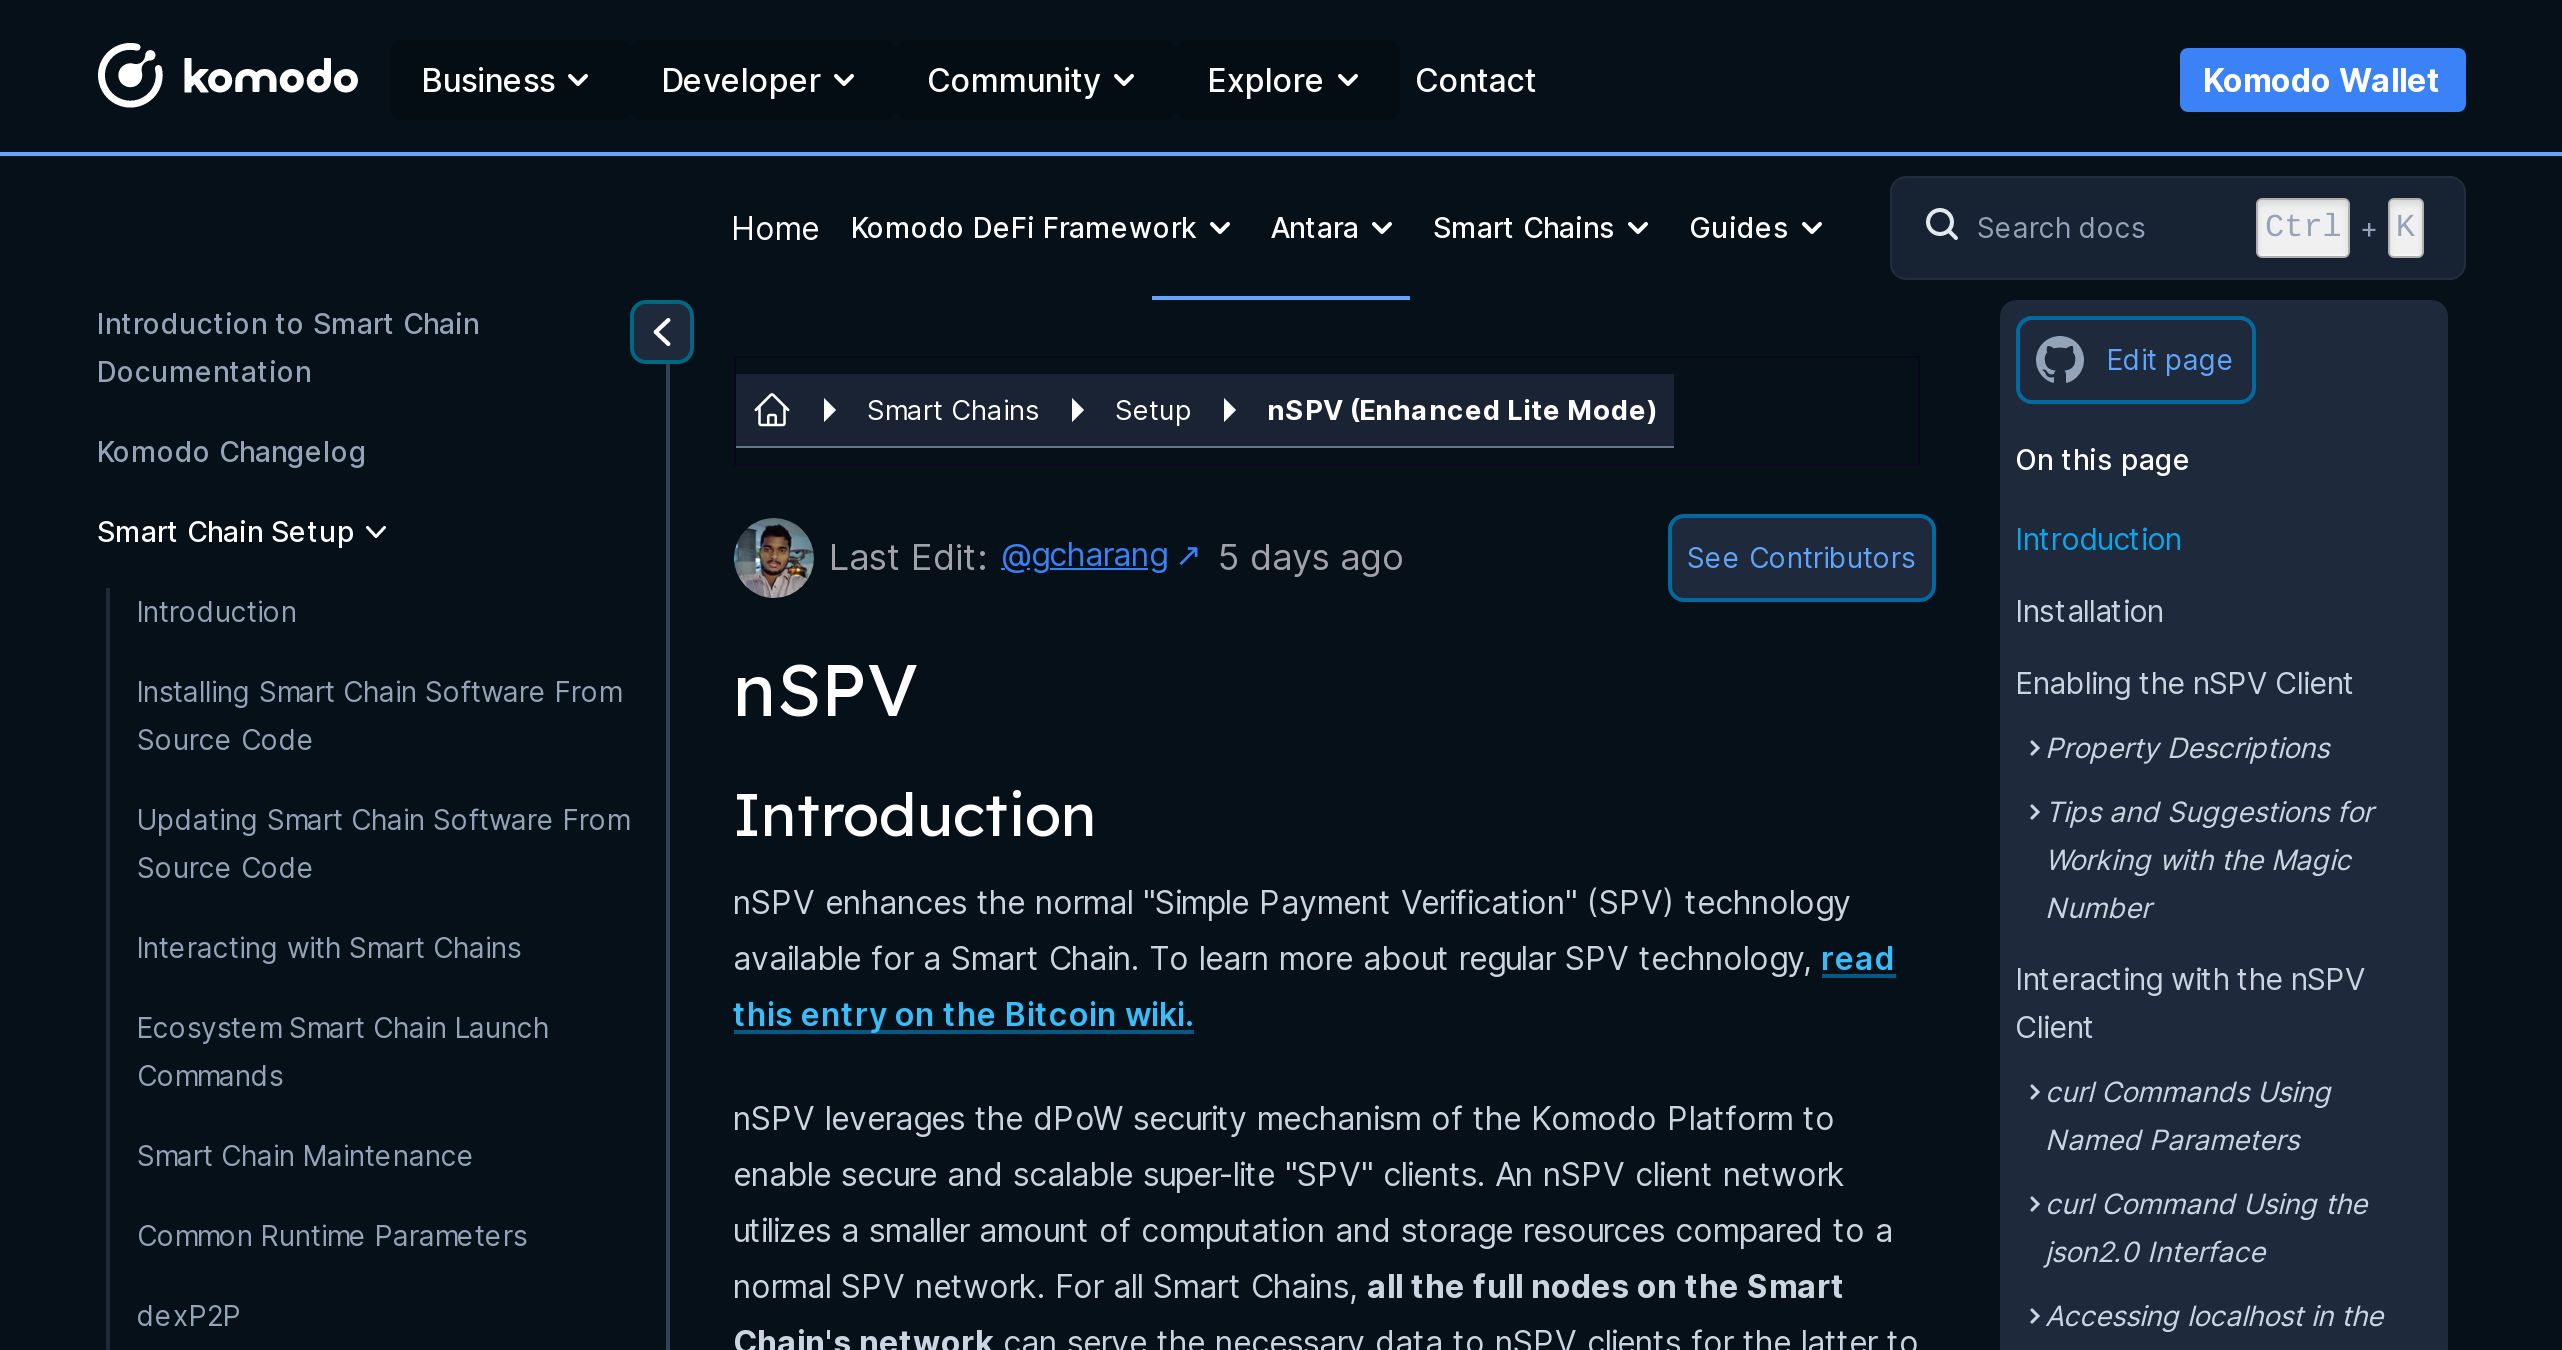 komodo
Business
Developer
Community
Explore
Contact
Komodo Wallet
Home
Komodo DeFi Framework
Antara
Smart Chains
Guides
Search docs
Ctrl + K
Introduction to Smart Chain
Documentation
Komodo Changelog
Smart Chain Setup
Introduction
Installing Smart Chain Software From
Source Code
Updating Smart Chain Software From
Source Code
Interacting with Smart Chains
Ecosystem Smart Chain Launch
Commands
Smart Chain Maintenance
Common Runtime Parameters
dexP2P
Smart Chains
Setup
nSPV (Enhanced Lite Mode)
Last Edit: @gcharang ↗ 5 days ago
See Contributors
nSPV
Introduction
nSPV enhances the normal "Simple Payment Verification" (SPV) technology
available for a Smart Chain. To learn more about regular SPV technology, read
this entry on the Bitcoin wiki.
nSPV leverages the dPoW security mechanism of the Komodo Platform to
enable secure and scalable super-lite "SPV" clients. An nSPV client network
utilizes a smaller amount of computation and storage resources compared to a
normal SPV network. For all Smart Chains, all the full nodes on the Smart
Chain's network can serve the necessary data to nSPV clients for the latter to
Edit page
On this page
Introduction
Installation
Enabling the nSPV Client
Property Descriptions
Tips and Suggestions for
Working with the Magic
Number
Interacting with the nSPV
Client
curl Commands Using
Named Parameters
curl Command Using the
json2.0 Interface
Accessing localhost in the